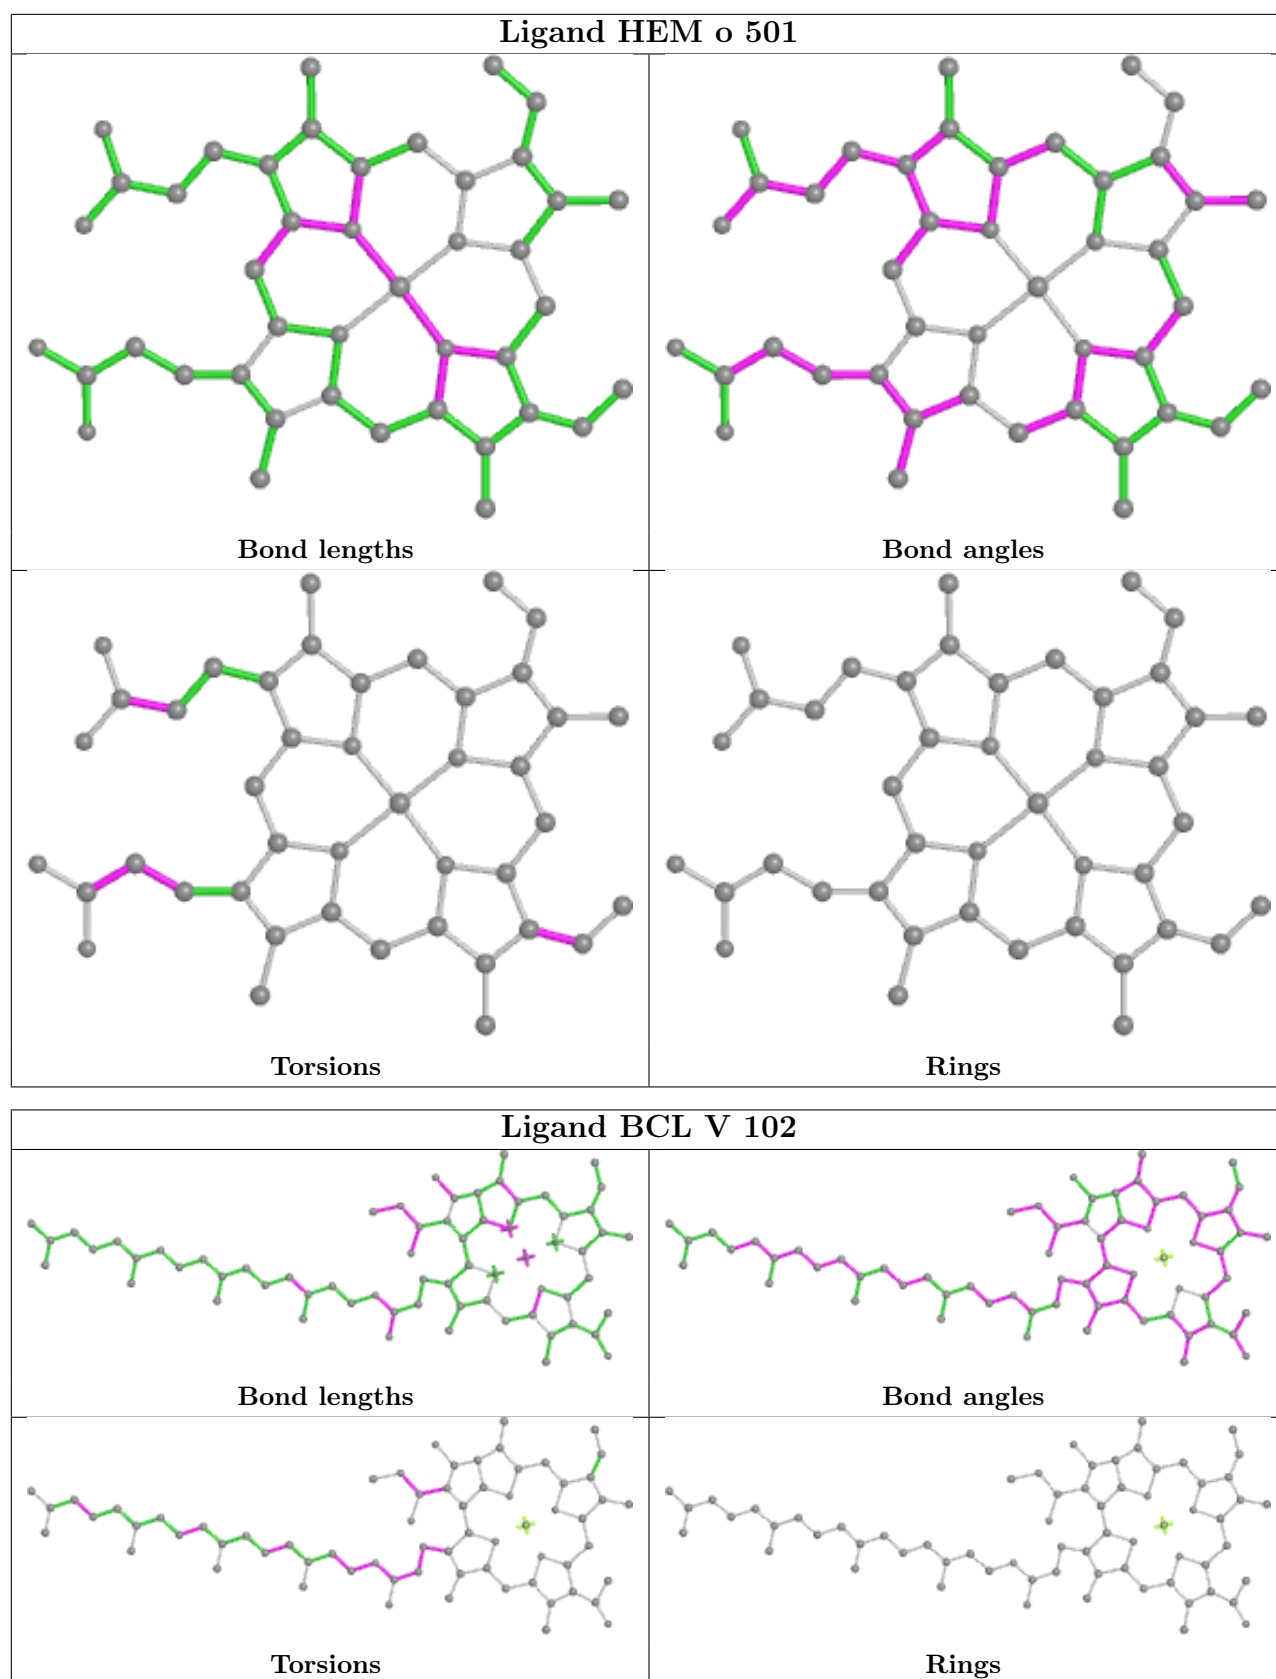 Ligand HEM o 501
Bond lengths
Bond angles
Torsions
Rings
Ligand BCL V 102
Bond lengths
Bond angles
Torsions
Rings